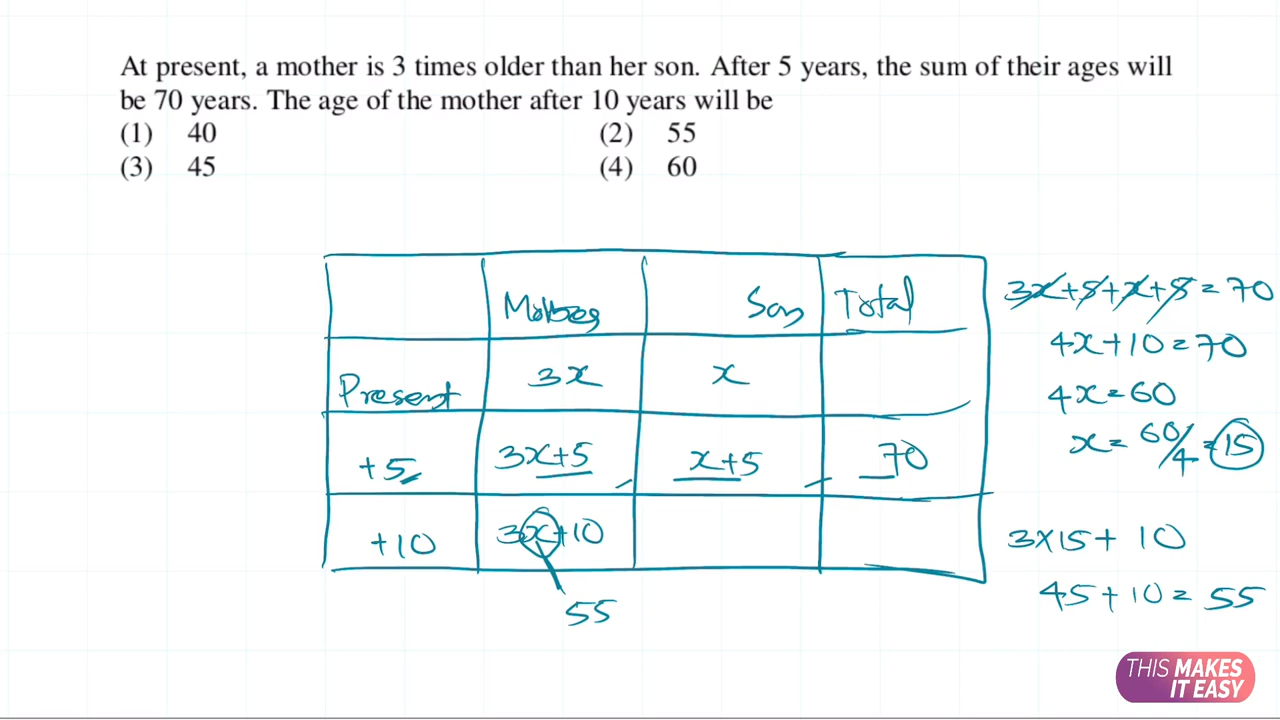 At present, a mother is 3 times older than her son. After 5 years, the sum of their ages will
be 70 years. The age of the mother after 10 years will be
(1) 40 (2) 55
(3) 45 (4) 60
Mother Son Total
Present 3x x
+5 3x+5 x+5 70
+10 3x+10
55
3x+5+x+5=70
4x+10=70
4x=60
x=60/4=15
3×15+10
45+10=55
THIS MAKES
IT EASY